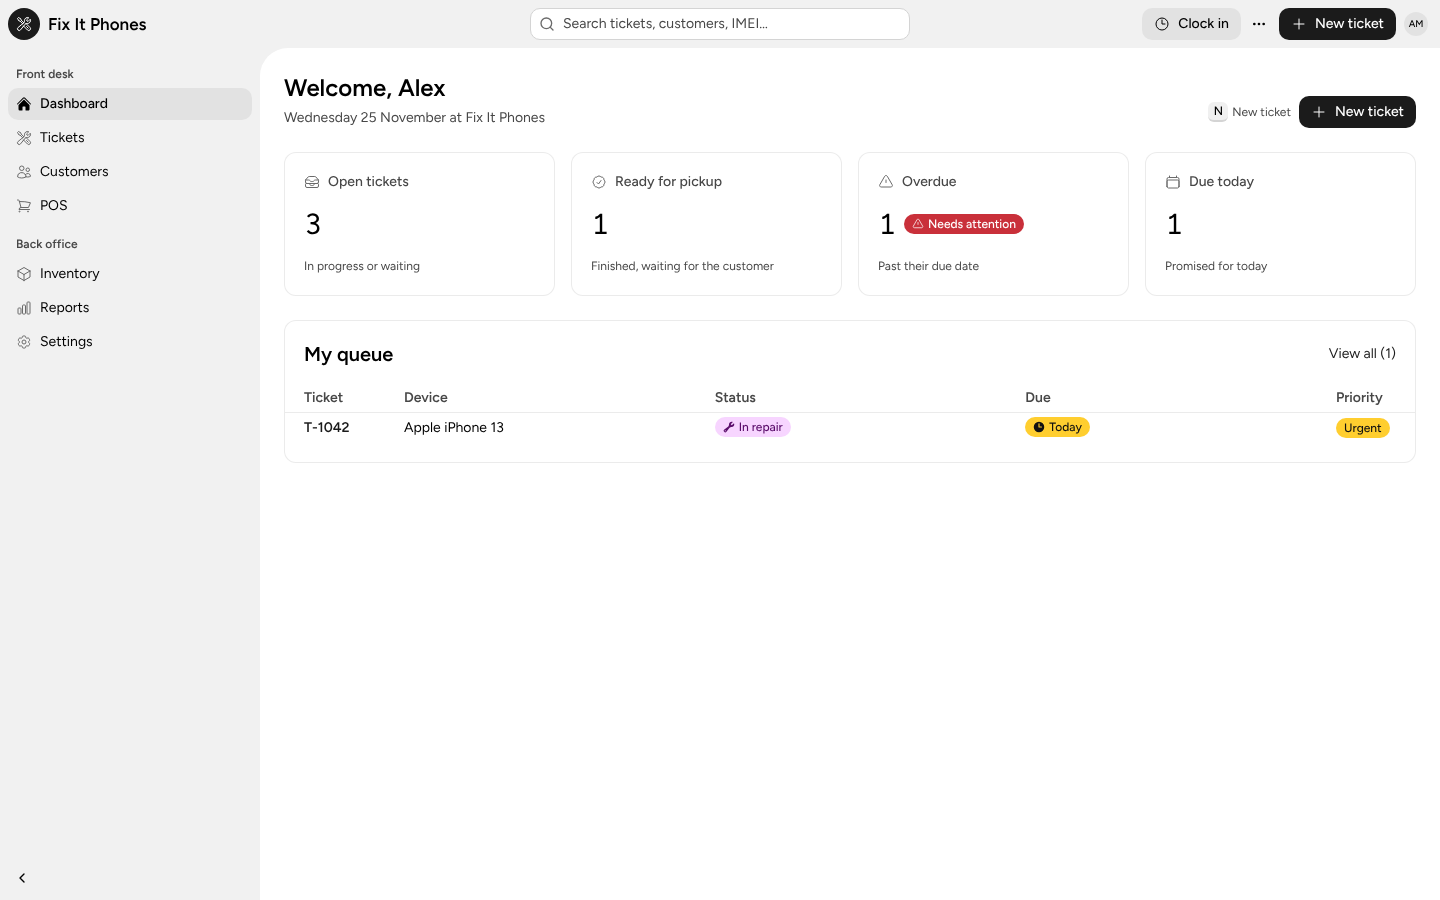 Fix It Phones
Search tickets, customers, IMEI...
Clock in
New ticket
AM
Front desk
Dashboard
Tickets
Customers
POS
Back office
Inventory
Reports
Settings
Welcome, Alex
Wednesday 25 November at Fix It Phones
N New ticket
New ticket
Open tickets
3
In progress or waiting
Ready for pickup
1
Finished, waiting for the customer
Overdue
1 Needs attention
Past their due date
Due today
1
Promised for today
My queue
View all (1)
Ticket Device Status Due Priority
T-1042 Apple iPhone 13 In repair Today Urgent